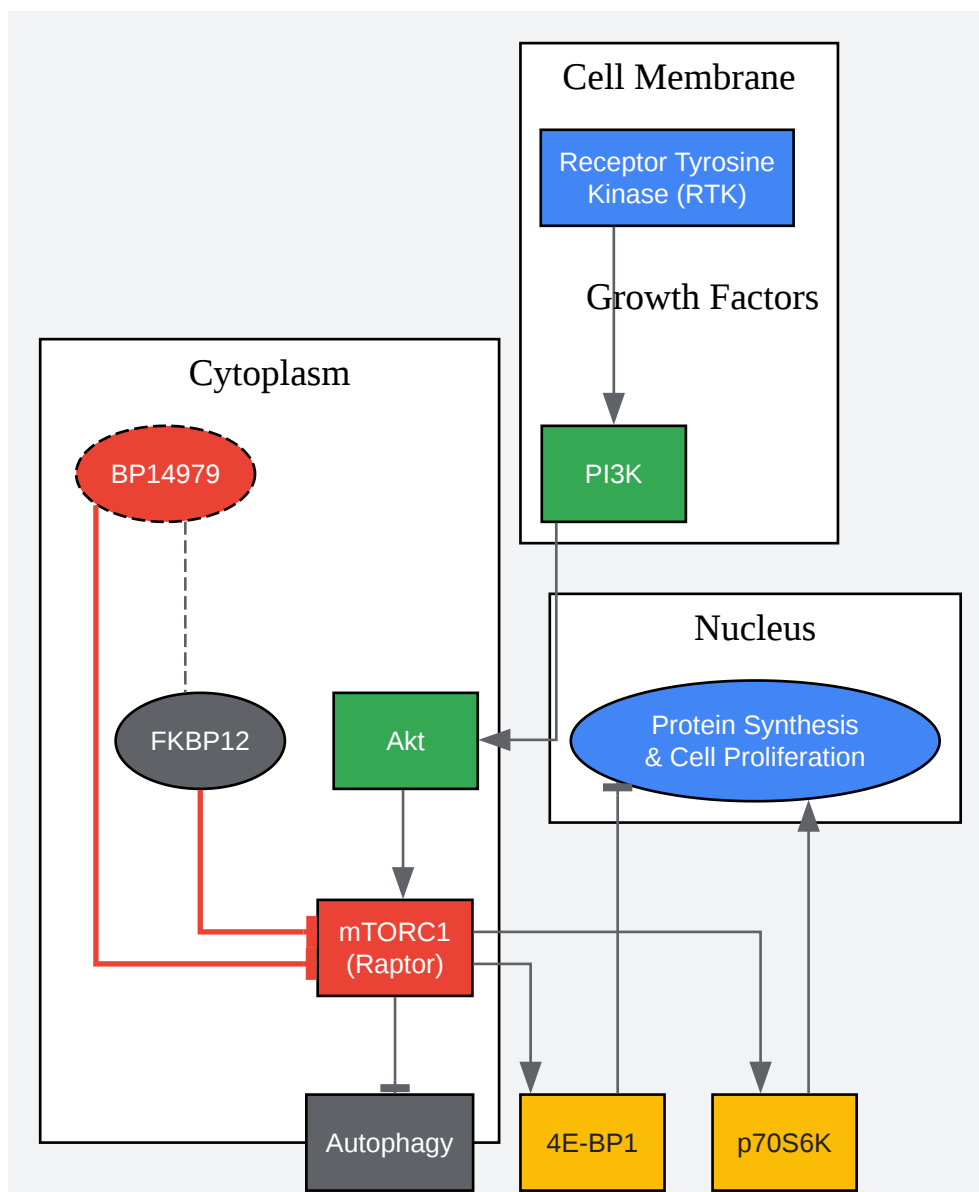 Cell Membrane
Receptor Tyrosine
Kinase (RTK)
Growth Factors
Cytoplasm
BP14979
PI3K
Nucleus
FKBP12
Akt
Protein Synthesis
& Cell Proliferation
mTORC1
(Raptor)
Autophagy
4E-BP1
p70S6K